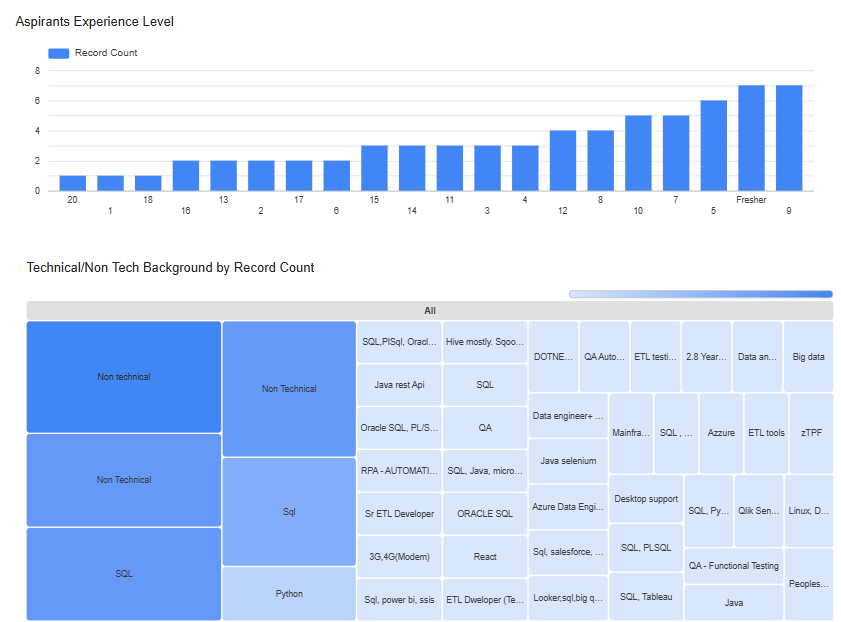 Aspirants Experience Level
Record Count
8
6
4
2
0
20
1
18
16
13
2
17
6
15
14
11
3
4
12
8
10
7
5
Fresher
9
Technical/Non Tech Background by Record Count
All
Non technical
Non Technical
SQL
Non Technical
Sql
Python
SQL,PlSql, Oracl...
Java rest Api
Oracle SQL, PL/S...
RPA - AUTOMATI...
Sr ETL Developer
3G,4G(Modem)
Sql, power bi, ssis
Hive mostly. Sqoo...
SQL
QA
SQL, Java, micro...
ORACLE SQL
React
ETL Dweloper (Te...
DOTNE...
QA Auto...
ETL testi...
2.8 Year...
Data an...
Big data
Data engineer+ ...
Java selenium
Azure Data Engi...
Sql, salesforce, ...
Looker,sql,big q...
Mainfra...
SQL , ...
Azzure
ETL tools
zTPF
Desktop support
SQL, PLSQL
SQL, Tableau
SQL, Py...
Qlik Sen...
Linux, D...
QA - Functional Testing
Java
Peoples...